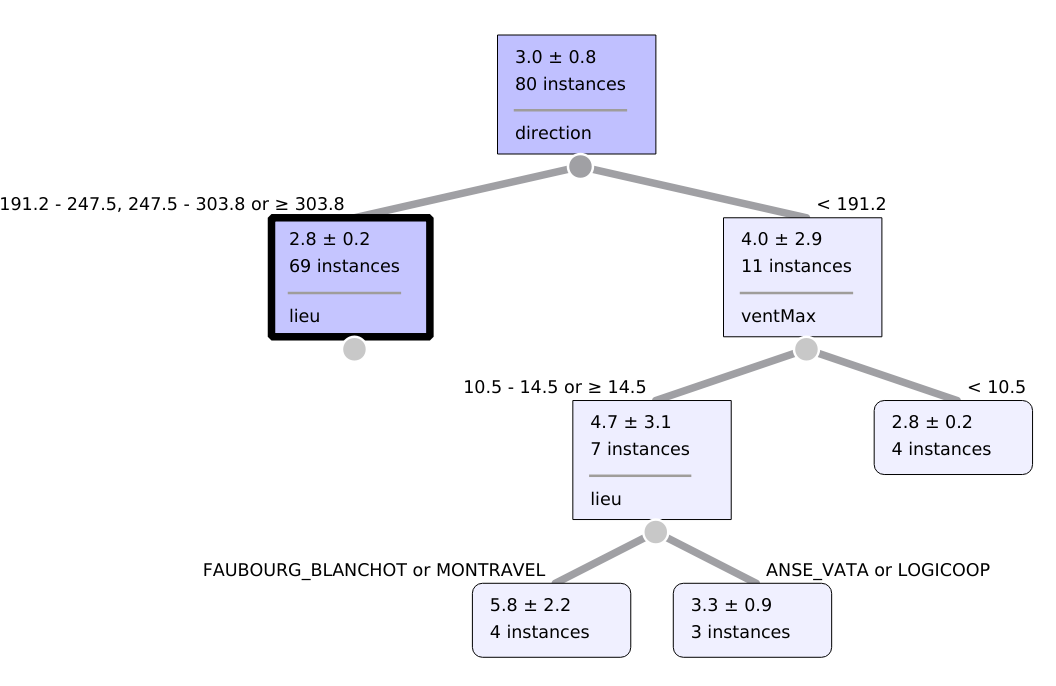 3.0 ± 0.8
80 instances
direction
191.2 - 247.5, 247.5 - 303.8 or ≥ 303.8
< 191.2
2.8 ± 0.2
69 instances
lieu
4.0 ± 2.9
11 instances
ventMax
10.5 - 14.5 or ≥ 14.5
< 10.5
4.7 ± 3.1
7 instances
lieu
2.8 ± 0.2
4 instances
FAUBOURG_BLANCHOT or MONTRAVEL
ANSE_VATA or LOGICOOP
5.8 ± 2.2
4 instances
3.3 ± 0.9
3 instances